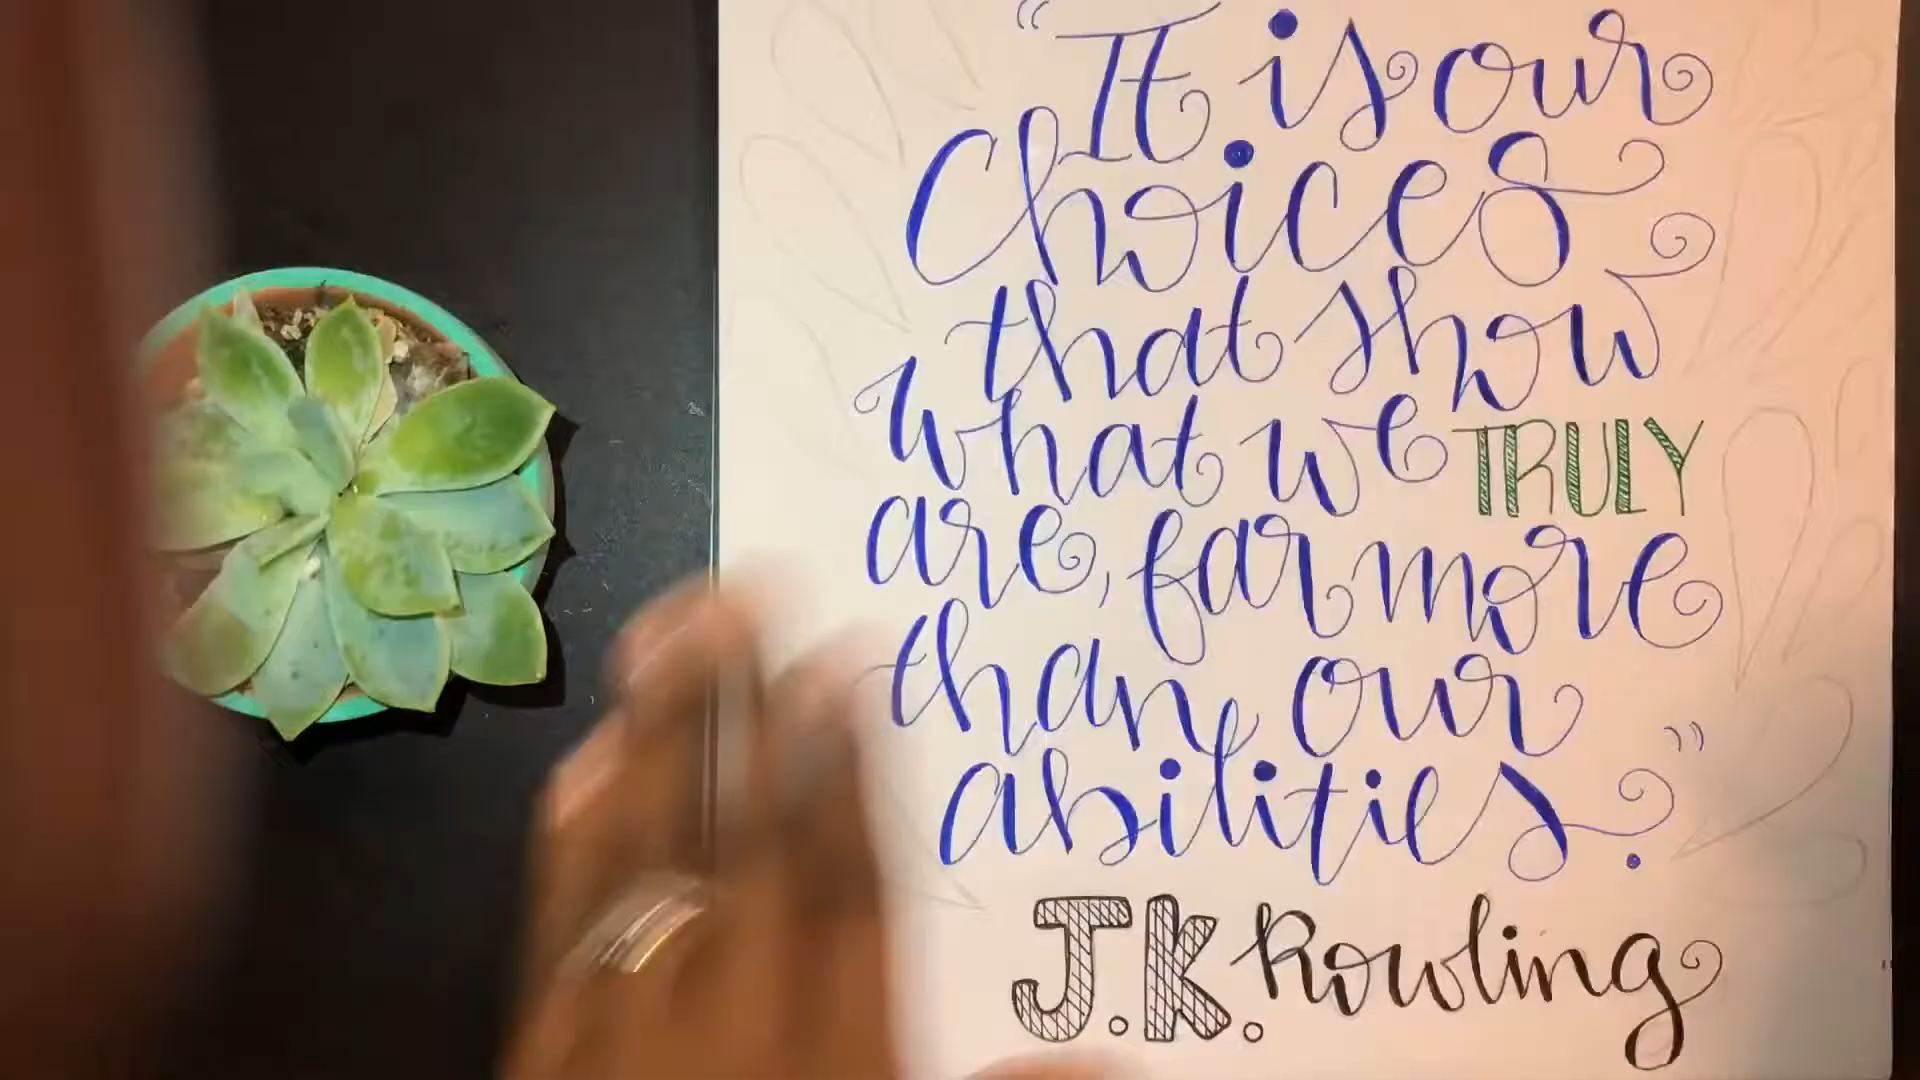 "It is our
choices
that show
what we TRULY
are, far more
than our
abilities."
J.K. Rowling